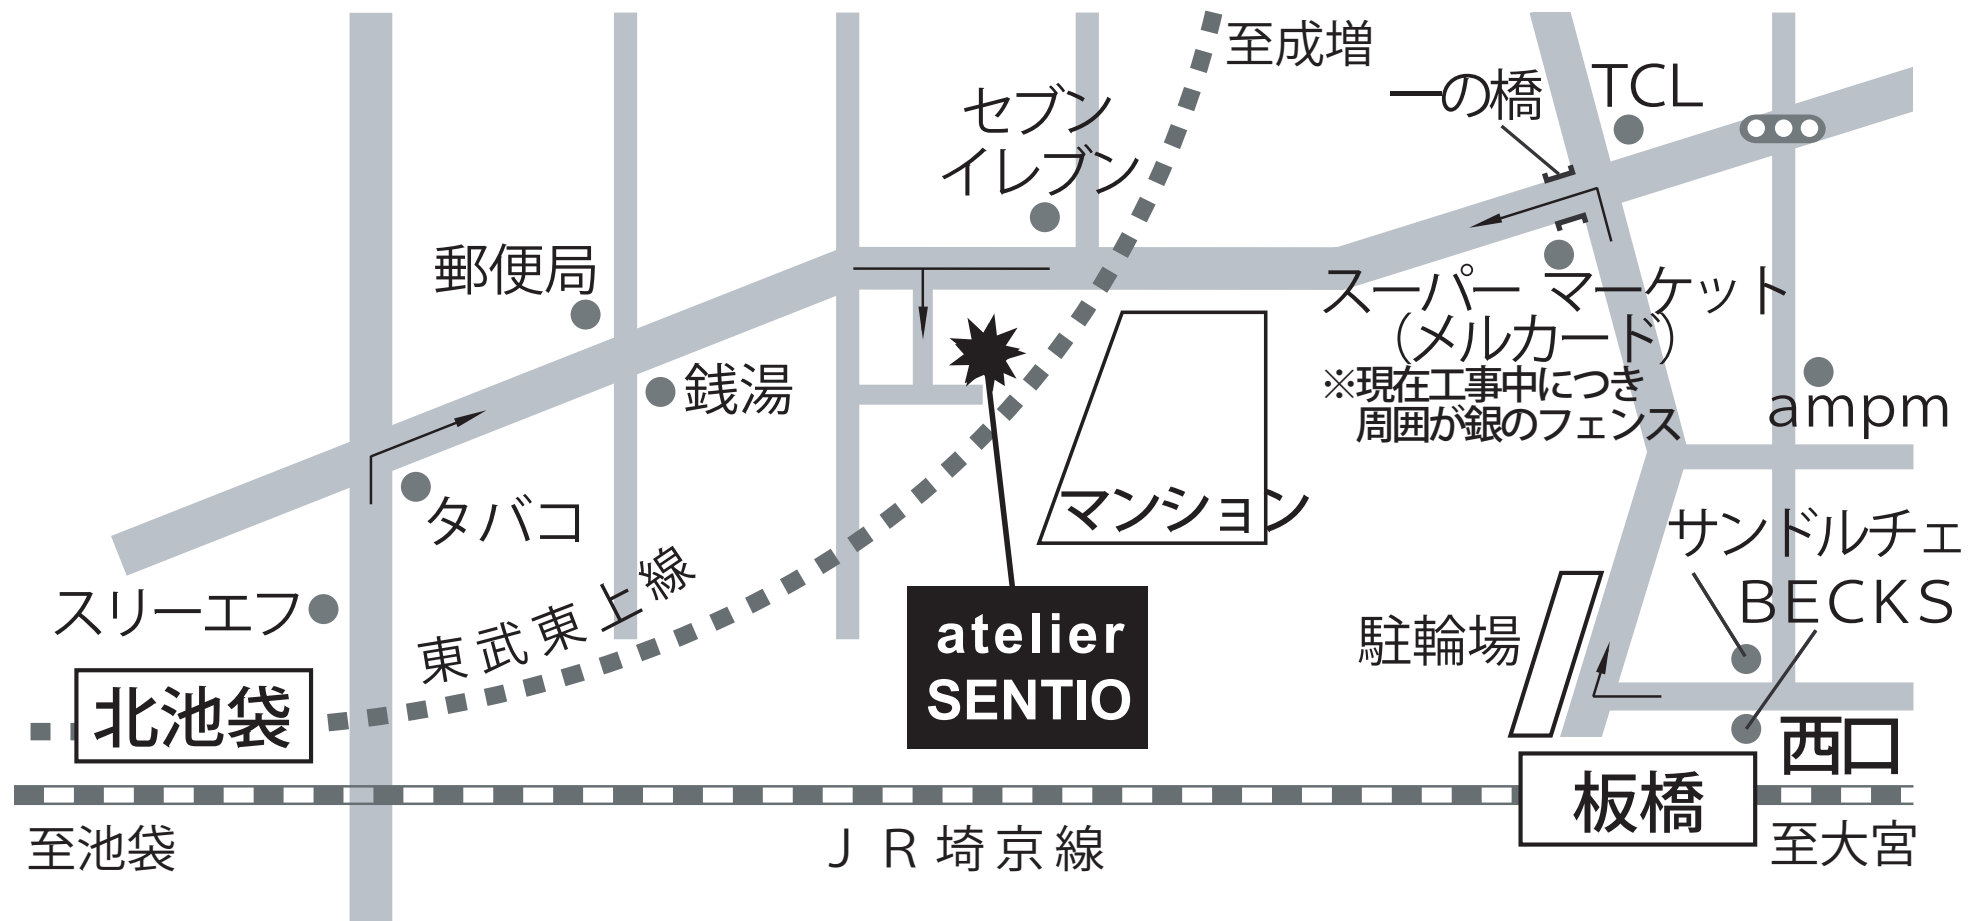 至成増
一の橋
TCL
セブン
イレブン
郵便局
スーパー マーケット
（メルカード）
※現在工事中につき
周囲が銀のフェンス
銭湯
ampm
タバコ
マンション
サンドルチェ
BECKS
スリーエフ
東武東上線
atelier
SENTIO
駐輪場
北池袋
西口
板橋
至池袋
ＪＲ埼京線
至大宮